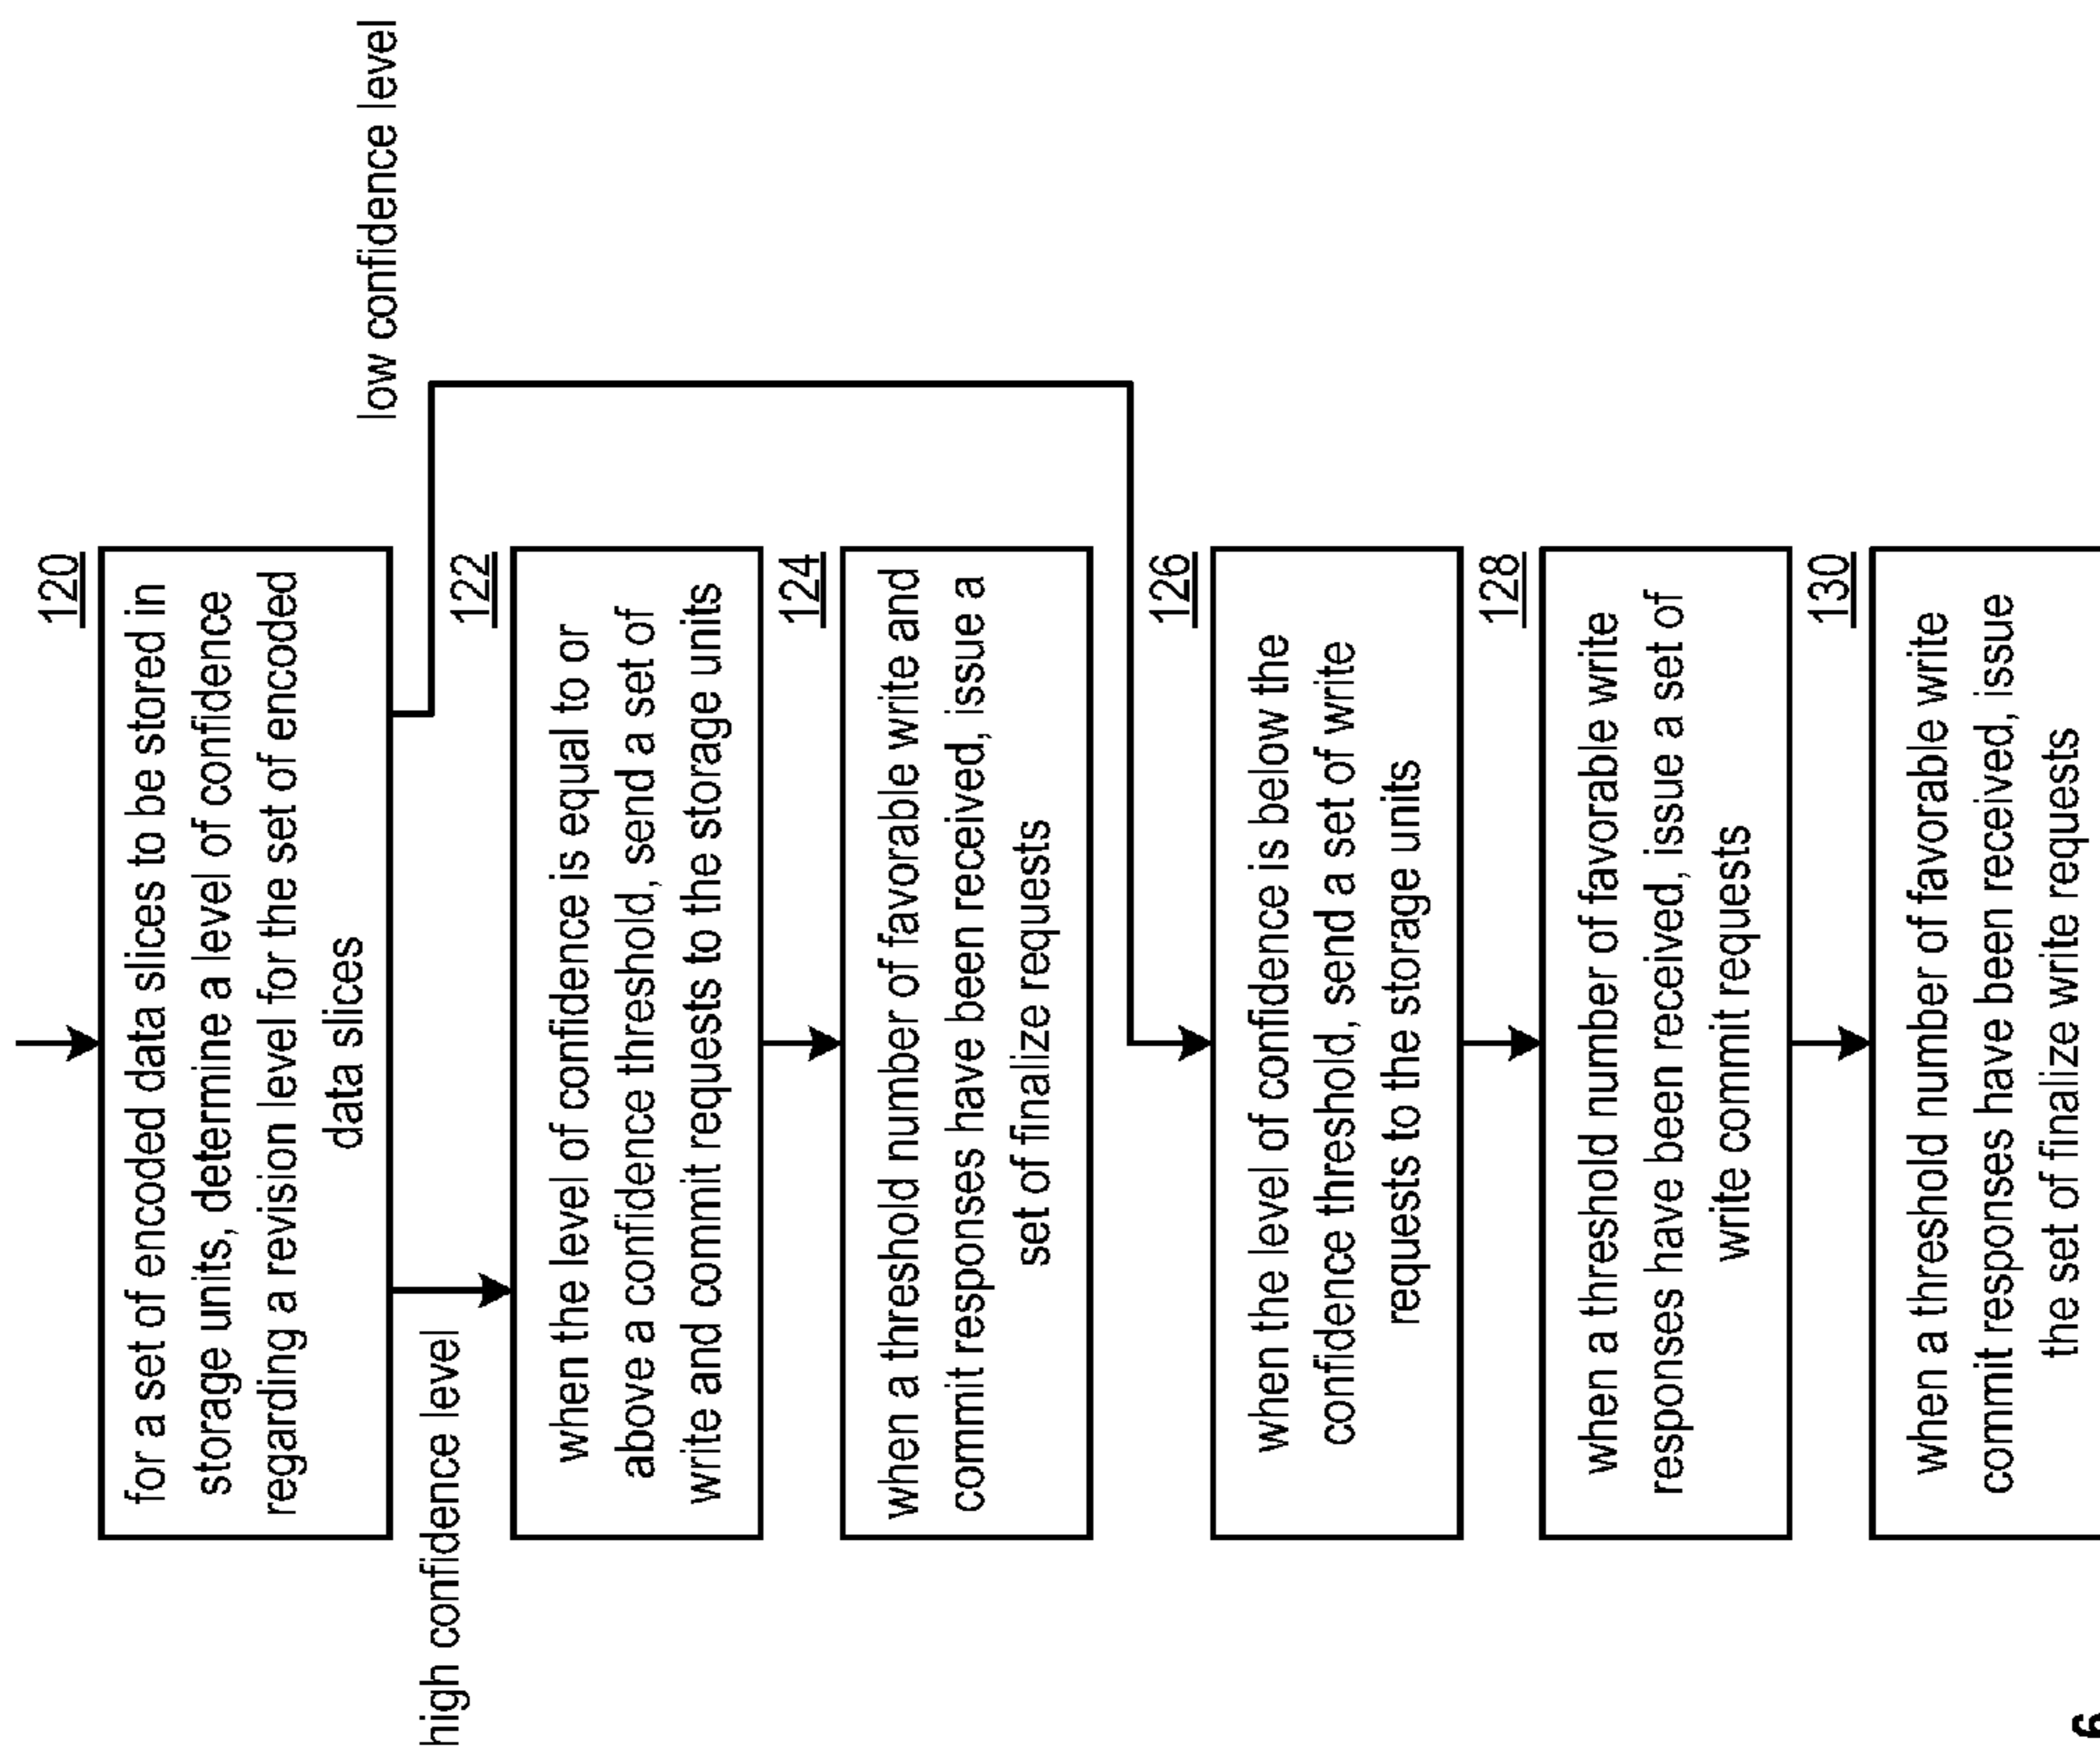 120
for a set of encoded data slices to be stored in
storage units, determine a level of confidence
regarding a revision level for the set of encoded
data slices
low confidence level
high confidence level
122
when the level of confidence is equal to or
above a confidence threshold, send a set of
write and commit requests to the storage units
124
when a threshold number of favorable write and
commit responses have been received, issue a
set of finalize requests
126
when the level of confidence is below the
confidence threshold, send a set of write
requests to the storage units
128
when a threshold number of favorable write
responses have been received, issue a set of
write commit requests
130
when a threshold number of favorable write
commit responses have been received, issue
the set of finalize write requests